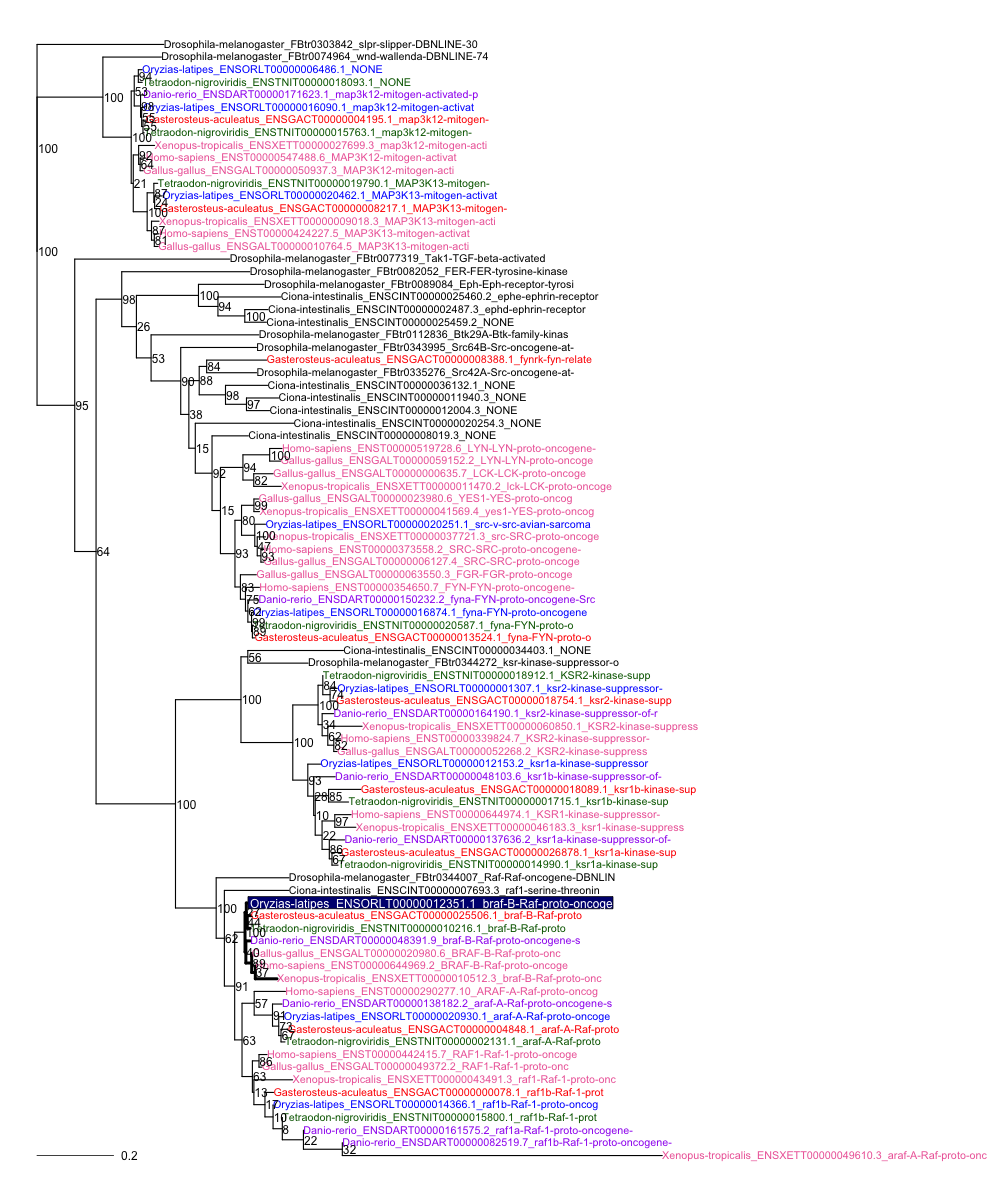 Drosophila-melanogaster_FBtr0303842_slpr-slipper-DBNLINE-30
Drosophila-melanogaster_FBtr0074964_wnd-wallenda-DBNLINE-74
Oryzias-latipes_ENSORLT00000006486.1_NONE
94
Tetraodon-nigroviridis_ENSTNIT00000018093.1_NONE
53
Danio-rerio_ENSDART00000171623.1_map3k12-mitogen-activated-p
100
98
Oryzias-latipes_ENSORLT00000016090.1_map3k12-mitogen-activat
55
Gasterosteus-aculeatus_ENSGACT00000004195.1_map3k12-mitogen-
55
Tetraodon-nigroviridis_ENSTNIT00000015763.1_map3k12-mitogen-
100
Xenopus-tropicalis_ENSXETT00000027699.3_map3k12-mitogen-acti
100
92
Homo-sapiens_ENST00000547488.6_MAP3K12-mitogen-activat
64
Gallus-gallus_ENSGALT00000050937.3_MAP3K12-mitogen-acti
21
Tetraodon-nigroviridis_ENSTNIT00000019790.1_MAP3K13-mitogen-
87
Oryzias-latipes_ENSORLT00000020462.1_MAP3K13-mitogen-activat
24
Gasterosteus-aculeatus_ENSGACT00000008217.1_MAP3K13-mitogen-
100
Xenopus-tropicalis_ENSXETT00000009018.3_MAP3K13-mitogen-acti
87
Homo-sapiens_ENST00000424227.5_MAP3K13-mitogen-activat
81
Gallus-gallus_ENSGALT00000010764.5_MAP3K13-mitogen-acti
100
Drosophila-melanogaster_FBtr0077319_Tak1-TGF-beta-activated
Drosophila-melanogaster_FBtr0082052_FER-FER-tyrosine-kinase
Drosophila-melanogaster_FBtr0089084_Eph-Eph-receptor-tyrosi
98
100
Ciona-intestinalis_ENSCINT00000025460.2_ephe-ephrin-receptor
94
Ciona-intestinalis_ENSCINT00000002487.3_ephd-ephrin-receptor
100
Ciona-intestinalis_ENSCINT00000025459.2_NONE
26
Drosophila-melanogaster_FBtr0112836_Btk29A-Btk-family-kinas
Drosophila-melanogaster_FBtr0343995_Src64B-Src-oncogene-at-
53
Gasterosteus-aculeatus_ENSGACT00000008388.1_fynrk-fyn-relate
84
Drosophila-melanogaster_FBtr0335276_Src42A-Src-oncogene-at-
90
88
Ciona-intestinalis_ENSCINT00000036132.1_NONE
98
Ciona-intestinalis_ENSCINT00000011940.3_NONE
97
95
Ciona-intestinalis_ENSCINT00000012004.3_NONE
38
Ciona-intestinalis_ENSCINT00000020254.3_NONE
Ciona-intestinalis_ENSCINT00000008019.3_NONE
15
Homo-sapiens_ENST00000519728.6_LYN-LYN-proto-oncogene-
100
Gallus-gallus_ENSGALT00000059152.2_LYN-LYN-proto-oncoge
94
92
Gallus-gallus_ENSGALT00000000635.7_LCK-LCK-proto-oncoge
82
Xenopus-tropicalis_ENSXETT00000011470.2_lck-LCK-proto-oncoge
Gallus-gallus_ENSGALT00000023980.6_YES1-YES-proto-oncog
99
15
Xenopus-tropicalis_ENSXETT00000041569.4_yes1-YES-proto-oncog
80
Oryzias-latipes_ENSORLT00000020251.1_src-v-src-avian-sarcoma
100
Xenopus-tropicalis_ENSXETT00000037721.3_src-SRC-proto-oncoge
47
Homo-sapiens_ENST00000373558.2_SRC-SRC-proto-oncogene-
64
93
93
Gallus-gallus_ENSGALT00000006127.4_SRC-SRC-proto-oncoge
Gallus-gallus_ENSGALT00000063550.3_FGR-FGR-proto-oncoge
83
Homo-sapiens_ENST00000354650.7_FYN-FYN-proto-oncogene-
75
Danio-rerio_ENSDART00000150232.2_fyna-FYN-proto-oncogene-Src
62
Oryzias-latipes_ENSORLT00000016874.1_fyna-FYN-proto-oncogene
99
Tetraodon-nigroviridis_ENSTNIT00000020587.1_fyna-FYN-proto-o
89
Gasterosteus-aculeatus_ENSGACT00000013524.1_fyna-FYN-proto-o
Ciona-intestinalis_ENSCINT00000034403.1_NONE
56
Drosophila-melanogaster_FBtr0344272_ksr-kinase-suppressor-o
Tetraodon-nigroviridis_ENSTNIT00000018912.1_KSR2-kinase-supp
84
Oryzias-latipes_ENSORLT00000001307.1_ksr2-kinase-suppressor-
74
100
Gasterosteus-aculeatus_ENSGACT00000018754.1_ksr2-kinase-supp
100
Danio-rerio_ENSDART00000164190.1_ksr2-kinase-suppressor-of-r
34
Xenopus-tropicalis_ENSXETT00000060850.1_KSR2-kinase-suppress
62
Homo-sapiens_ENST00000339824.7_KSR2-kinase-suppressor-
100
82
Gallus-gallus_ENSGALT00000052268.2_KSR2-kinase-suppress
Oryzias-latipes_ENSORLT00000012153.2_ksr1a-kinase-suppressor
93
Danio-rerio_ENSDART00000048103.6_ksr1b-kinase-suppressor-of-
Gasterosteus-aculeatus_ENSGACT00000018089.1_ksr1b-kinase-sup
28
85
100
Tetraodon-nigroviridis_ENSTNIT00000001715.1_ksr1b-kinase-sup
10
Homo-sapiens_ENST00000644974.1_KSR1-kinase-suppressor-
97
Xenopus-tropicalis_ENSXETT00000046183.3_ksr1-kinase-suppress
22
Danio-rerio_ENSDART00000137636.2_ksr1a-kinase-suppressor-of-
86
Gasterosteus-aculeatus_ENSGACT00000026878.1_ksr1a-kinase-sup
67
Tetraodon-nigroviridis_ENSTNIT00000014990.1_ksr1a-kinase-sup
Drosophila-melanogaster_FBtr0344007_Raf-Raf-oncogene-DBNLIN
Ciona-intestinalis_ENSCINT00000007693.3_raf1-serine-threonin
Oryzias-latipes_ENSORLT00000012351.1_braf-B-Raf-proto-oncoge
100
Gasterosteus-aculeatus_ENSGACT00000025506.1_braf-B-Raf-proto
44
Tetraodon-nigroviridis_ENSTNIT00000010216.1_braf-B-Raf-proto
100
62
Danio-rerio_ENSDART00000048391.9_braf-B-Raf-proto-oncogene-s
40
Gallus-gallus_ENSGALT00000020980.6_BRAF-B-Raf-proto-onc
89
Homo-sapiens_ENST00000644969.2_BRAF-B-Raf-proto-oncoge
67
Xenopus-tropicalis_ENSXETT00000010512.3_braf-B-Raf-proto-onc
91
Homo-sapiens_ENST00000290277.10_ARAF-A-Raf-proto-oncog
57
Danio-rerio_ENSDART00000138182.2_araf-A-Raf-proto-oncogene-s
91
Oryzias-latipes_ENSORLT00000020930.1_araf-A-Raf-proto-oncoge
73
Gasterosteus-aculeatus_ENSGACT00000004848.1_araf-A-Raf-proto
67
Tetraodon-nigroviridis_ENSTNIT00000002131.1_araf-A-Raf-proto
63
Homo-sapiens_ENST00000442415.7_RAF1-Raf-1-proto-oncoge
86
Gallus-gallus_ENSGALT00000049372.2_RAF1-Raf-1-proto-onc
63
Xenopus-tropicalis_ENSXETT00000043491.3_raf1-Raf-1-proto-onc
13
Gasterosteus-aculeatus_ENSGACT00000000078.1_raf1b-Raf-1-prot
17
Oryzias-latipes_ENSORLT00000014366.1_raf1b-Raf-1-proto-oncog
10
Tetraodon-nigroviridis_ENSTNIT00000015800.1_raf1b-Raf-1-prot
8
Danio-rerio_ENSDART00000161575.2_raf1a-Raf-1-proto-oncogene-
22
Danio-rerio_ENSDART00000082519.7_raf1b-Raf-1-proto-oncogene-
32
Xenopus-tropicalis_ENSXETT00000049610.3_araf-A-Raf-proto-onc
0.2